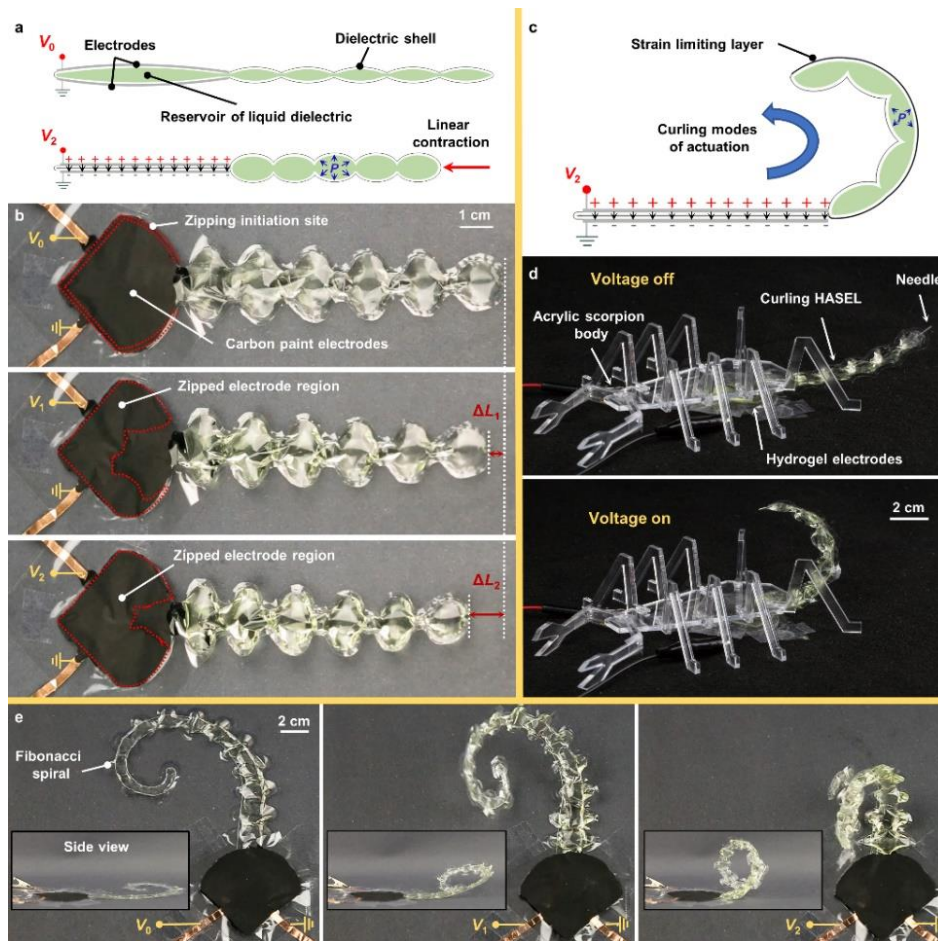 a
V0
Electrodes
Dielectric shell
Reservoir of liquid dielectric
V2
Linear
contraction
P
b
V0
Zipping initiation site
1 cm
Carbon paint electrodes
V1
Zipped electrode region
ΔL1
V2
Zipped electrode region
ΔL2
c
Strain limiting layer
P
Curling modes
of actuation
V2
d
Voltage off
Curling HASEL
Needle
Acrylic scorpion
body
Hydrogel electrodes
Voltage on
2 cm
e
2 cm
Fibonacci
spiral
Side view
V0
V1
V2